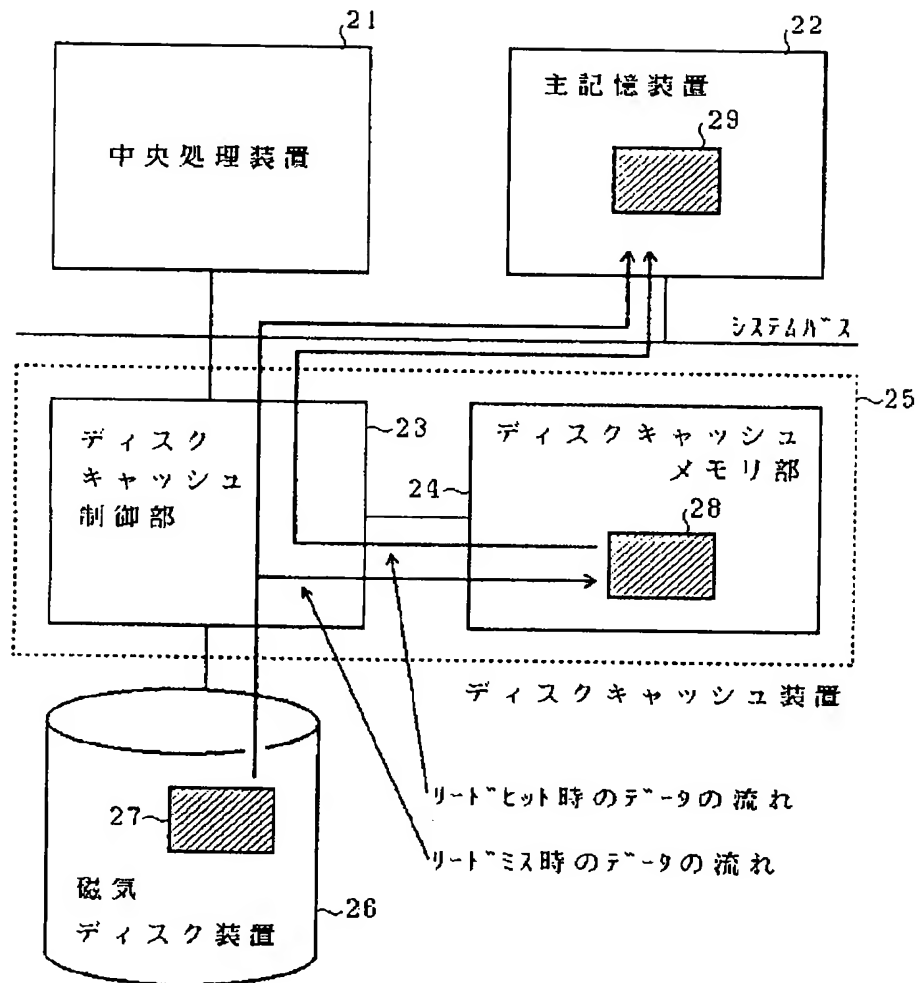 21
22
中央処理装置
主記憶装置
29
システムバス
25
ディスク
キャッシュ
制御部
23
ディスクキャッシュ
メモリ部
24
28
ディスクキャッシュ装置
リードヒット時のデータの流れ
リードミス時のデータの流れ
27
磁気
ディスク装置
26